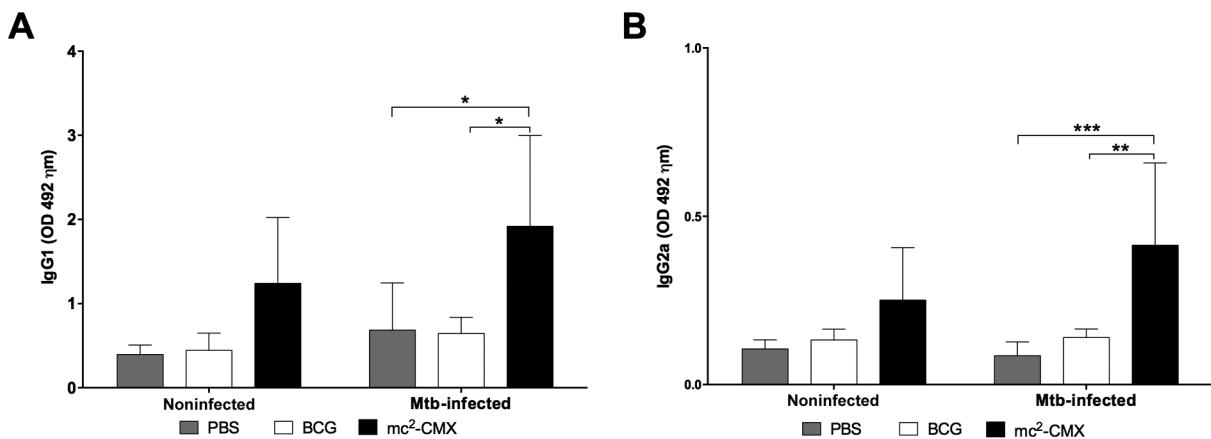 A
IgG1 (OD 492 ηm)
4
3
2
1
0
*
*
Noninfected
Mtb-infected
PBS
BCG
mc²-CMX
B
IgG2a (OD 492 ηm)
1.0
0.5
0.0
***
**
Noninfected
Mtb-infected
PBS
BCG
mc²-CMX